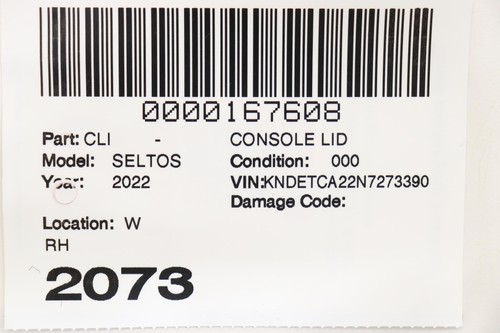 0000167608
Part: CLI - CONSOLE LID
Model: SELTOS Condition: 000
Year: 2022 VIN:KNDETCA22N7273390
Damage Code:
Location: W
RH
2073